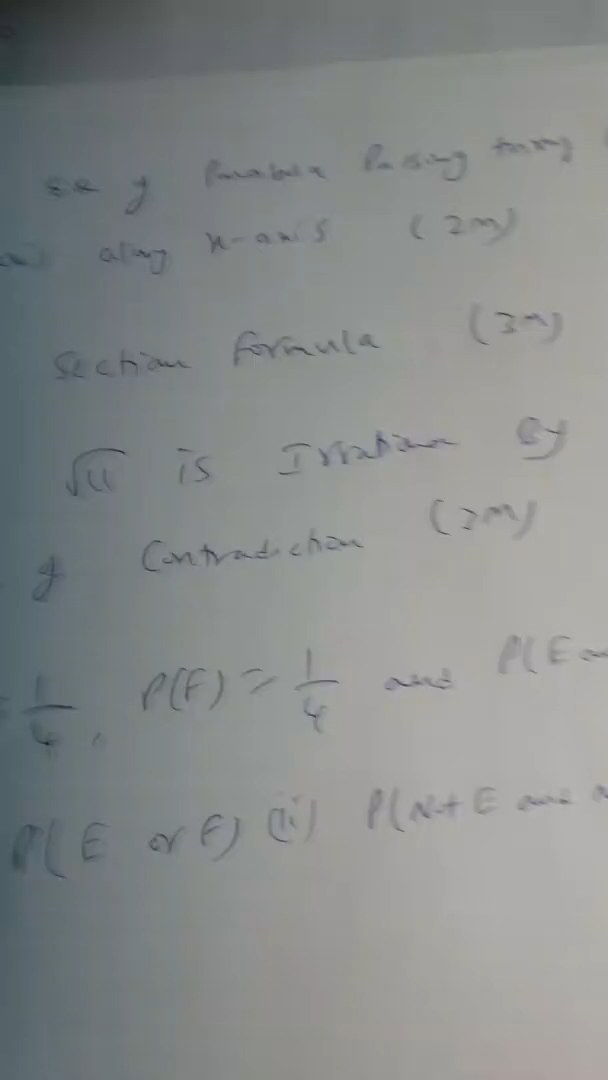 y Parabola Passing
along x-axis (2m)
Section Formula (3m)
√11 is Irrational By
y Contradiction (3m)
= 1/4, P(F) = 1/4 and P(E
P(E or F) (ii) P(Not E and